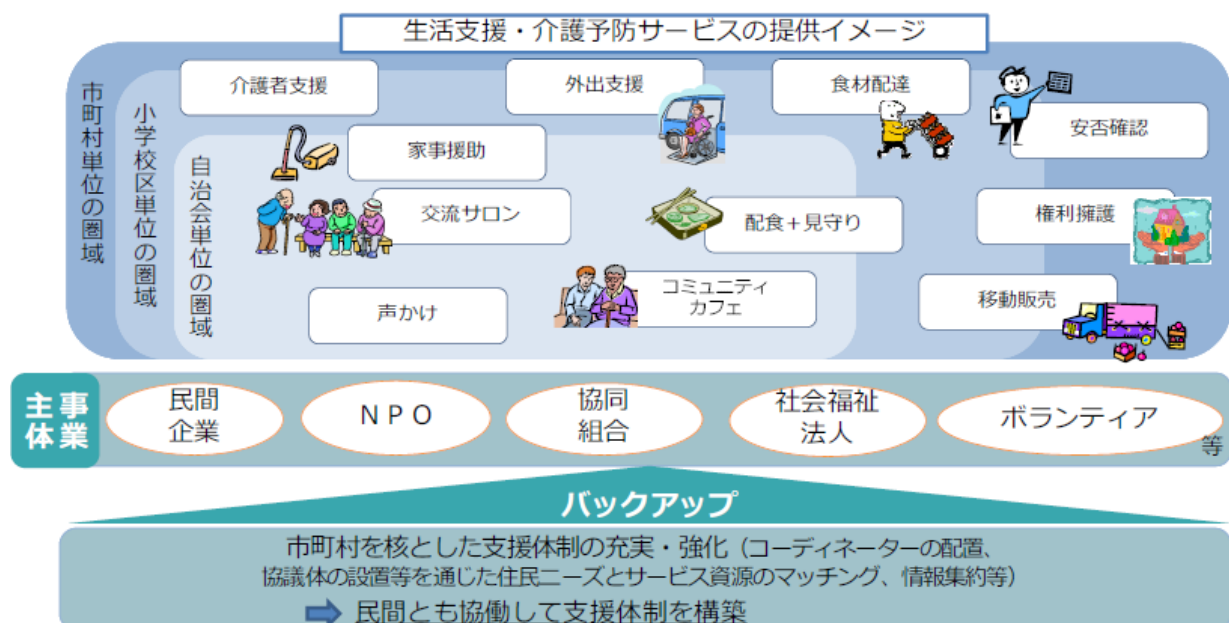 生活支援・介護予防サービスの提供イメージ
市町村単位の圏域
小学校区単位の圏域
自治会単位の圏域
介護者支援
外出支援
食材配達
安否確認
家事援助
交流サロン
配食+見守り
権利擁護
声かけ
コミュニティ
カフェ
移動販売
事業
主体
民間
企業
NPO
協同
組合
社会福祉
法人
ボランティア
等
バックアップ
市町村を核とした支援体制の充実・強化(コーディネーターの配置、
協議体の設置等を通じた住民ニーズとサービス資源のマッチング、情報集約等)
➡ 民間とも協働して支援体制を構築